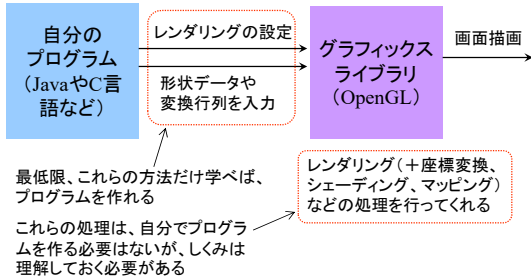 自分の
プログラム
（JavaやC言
語など）
レンダリングの設定
形状データや
変換行列を入力
グラフィックス
ライブラリ
（OpenGL）
画面描画
最低限、これらの方法だけ学べば、
プログラムを作れる
これらの処理は、自分でプログラ
ムを作る必要はないが、しくみは
理解しておく必要がある
レンダリング（＋座標変換、
シェーディング、マッピング）
などの処理を行ってくれる